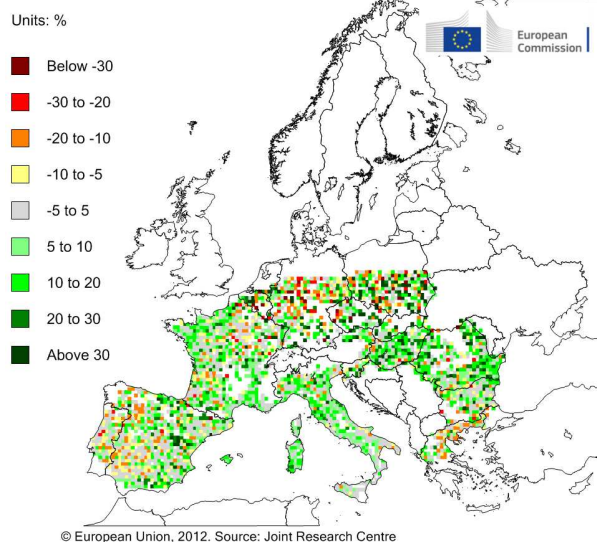 Units: %
European
Commission
Below -30
-30 to -20
-20 to -10
-10 to -5
-5 to 5
5 to 10
10 to 20
20 to 30
Above 30
© European Union, 2012. Source: Joint Research Centre